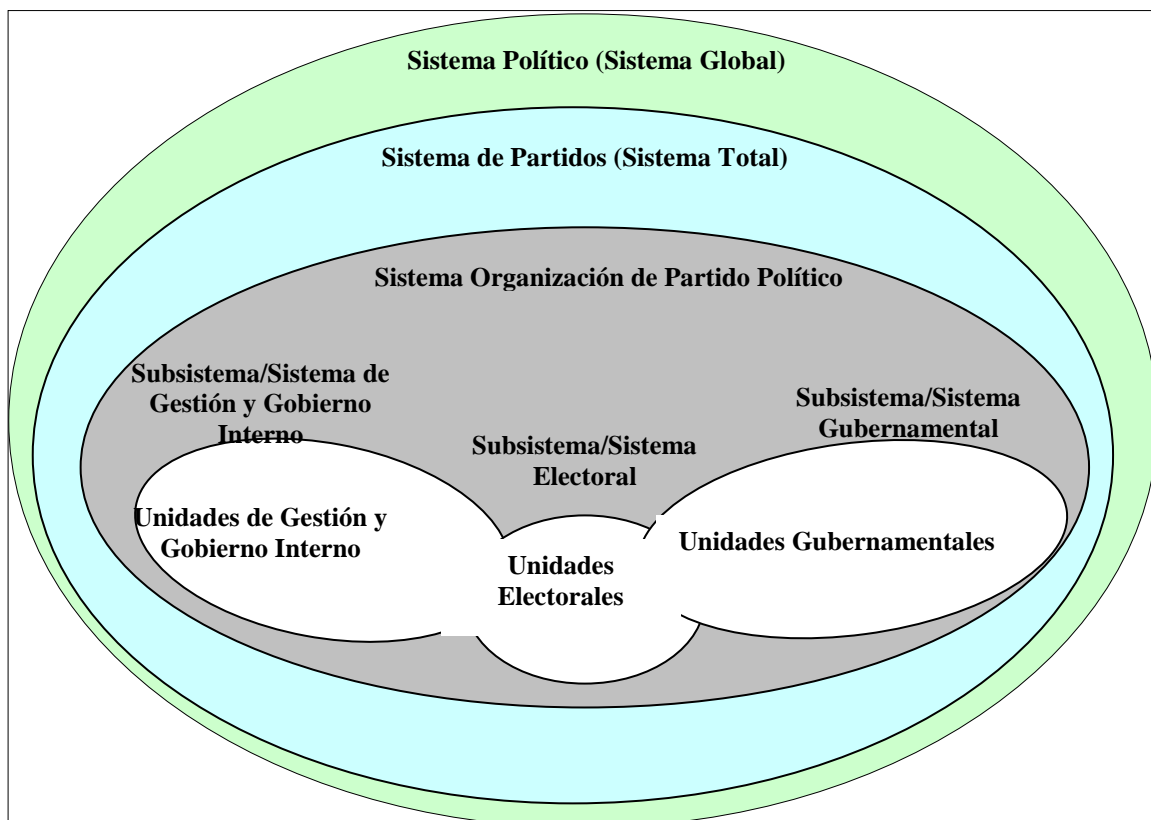 Sistema Político (Sistema Global)
Sistema de Partidos (Sistema Total)
Sistema Organización de Partido Político
Subsistema/Sistema de
Gestión y Gobierno
Interno
Subsistema/Sistema
Electoral
Subsistema/Sistema
Gubernamental
Unidades de Gestión y
Gobierno Interno
Unidades
Electorales
Unidades Gubernamentales